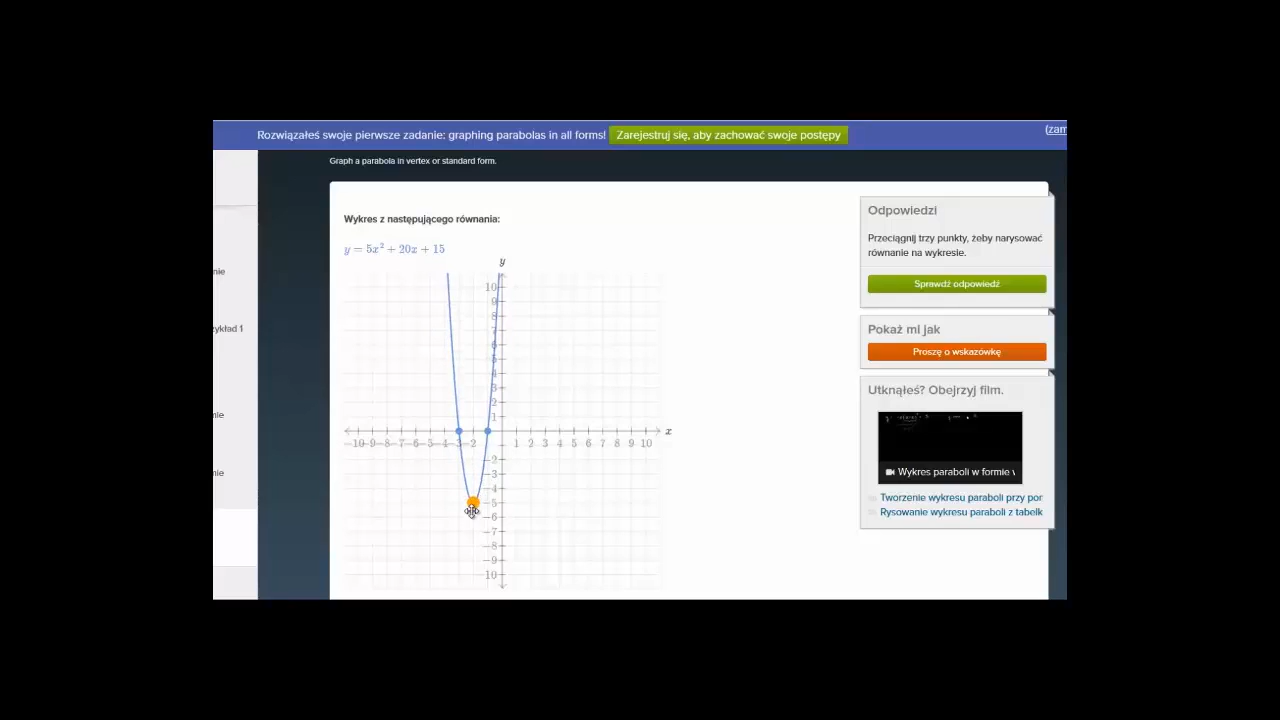 (zam
Rozwiązałeś swoje pierwsze zadanie: graphing parabolas in all forms! Zarejestruj się, aby zachować swoje postępy
Graph a parabola in vertex or standard form.
Wykres z następującego równania:
y = 5x² + 20x + 15
y
10
9
8
7
6
5
4
3
2
1
−10 −9 −8 −7 −6 −5 −4 −3 −2 1 2 3 4 5 6 7 8 9 10 x
−2
−3
−4
−5
−6
−7
−8
−9
10
nie
zykład 1
mie
mie
Odpowiedzi
Przeciągnij trzy punkty, żeby narysować
równanie na wykresie.
Sprawdź odpowiedź
Pokaż mi jak
Proszę o wskazówkę
Utknąłeś? Obejrzyj film.
Wykres paraboli w formie w
Tworzenie wykresu paraboli przy por
Rysowanie wykresu paraboli z tabelk